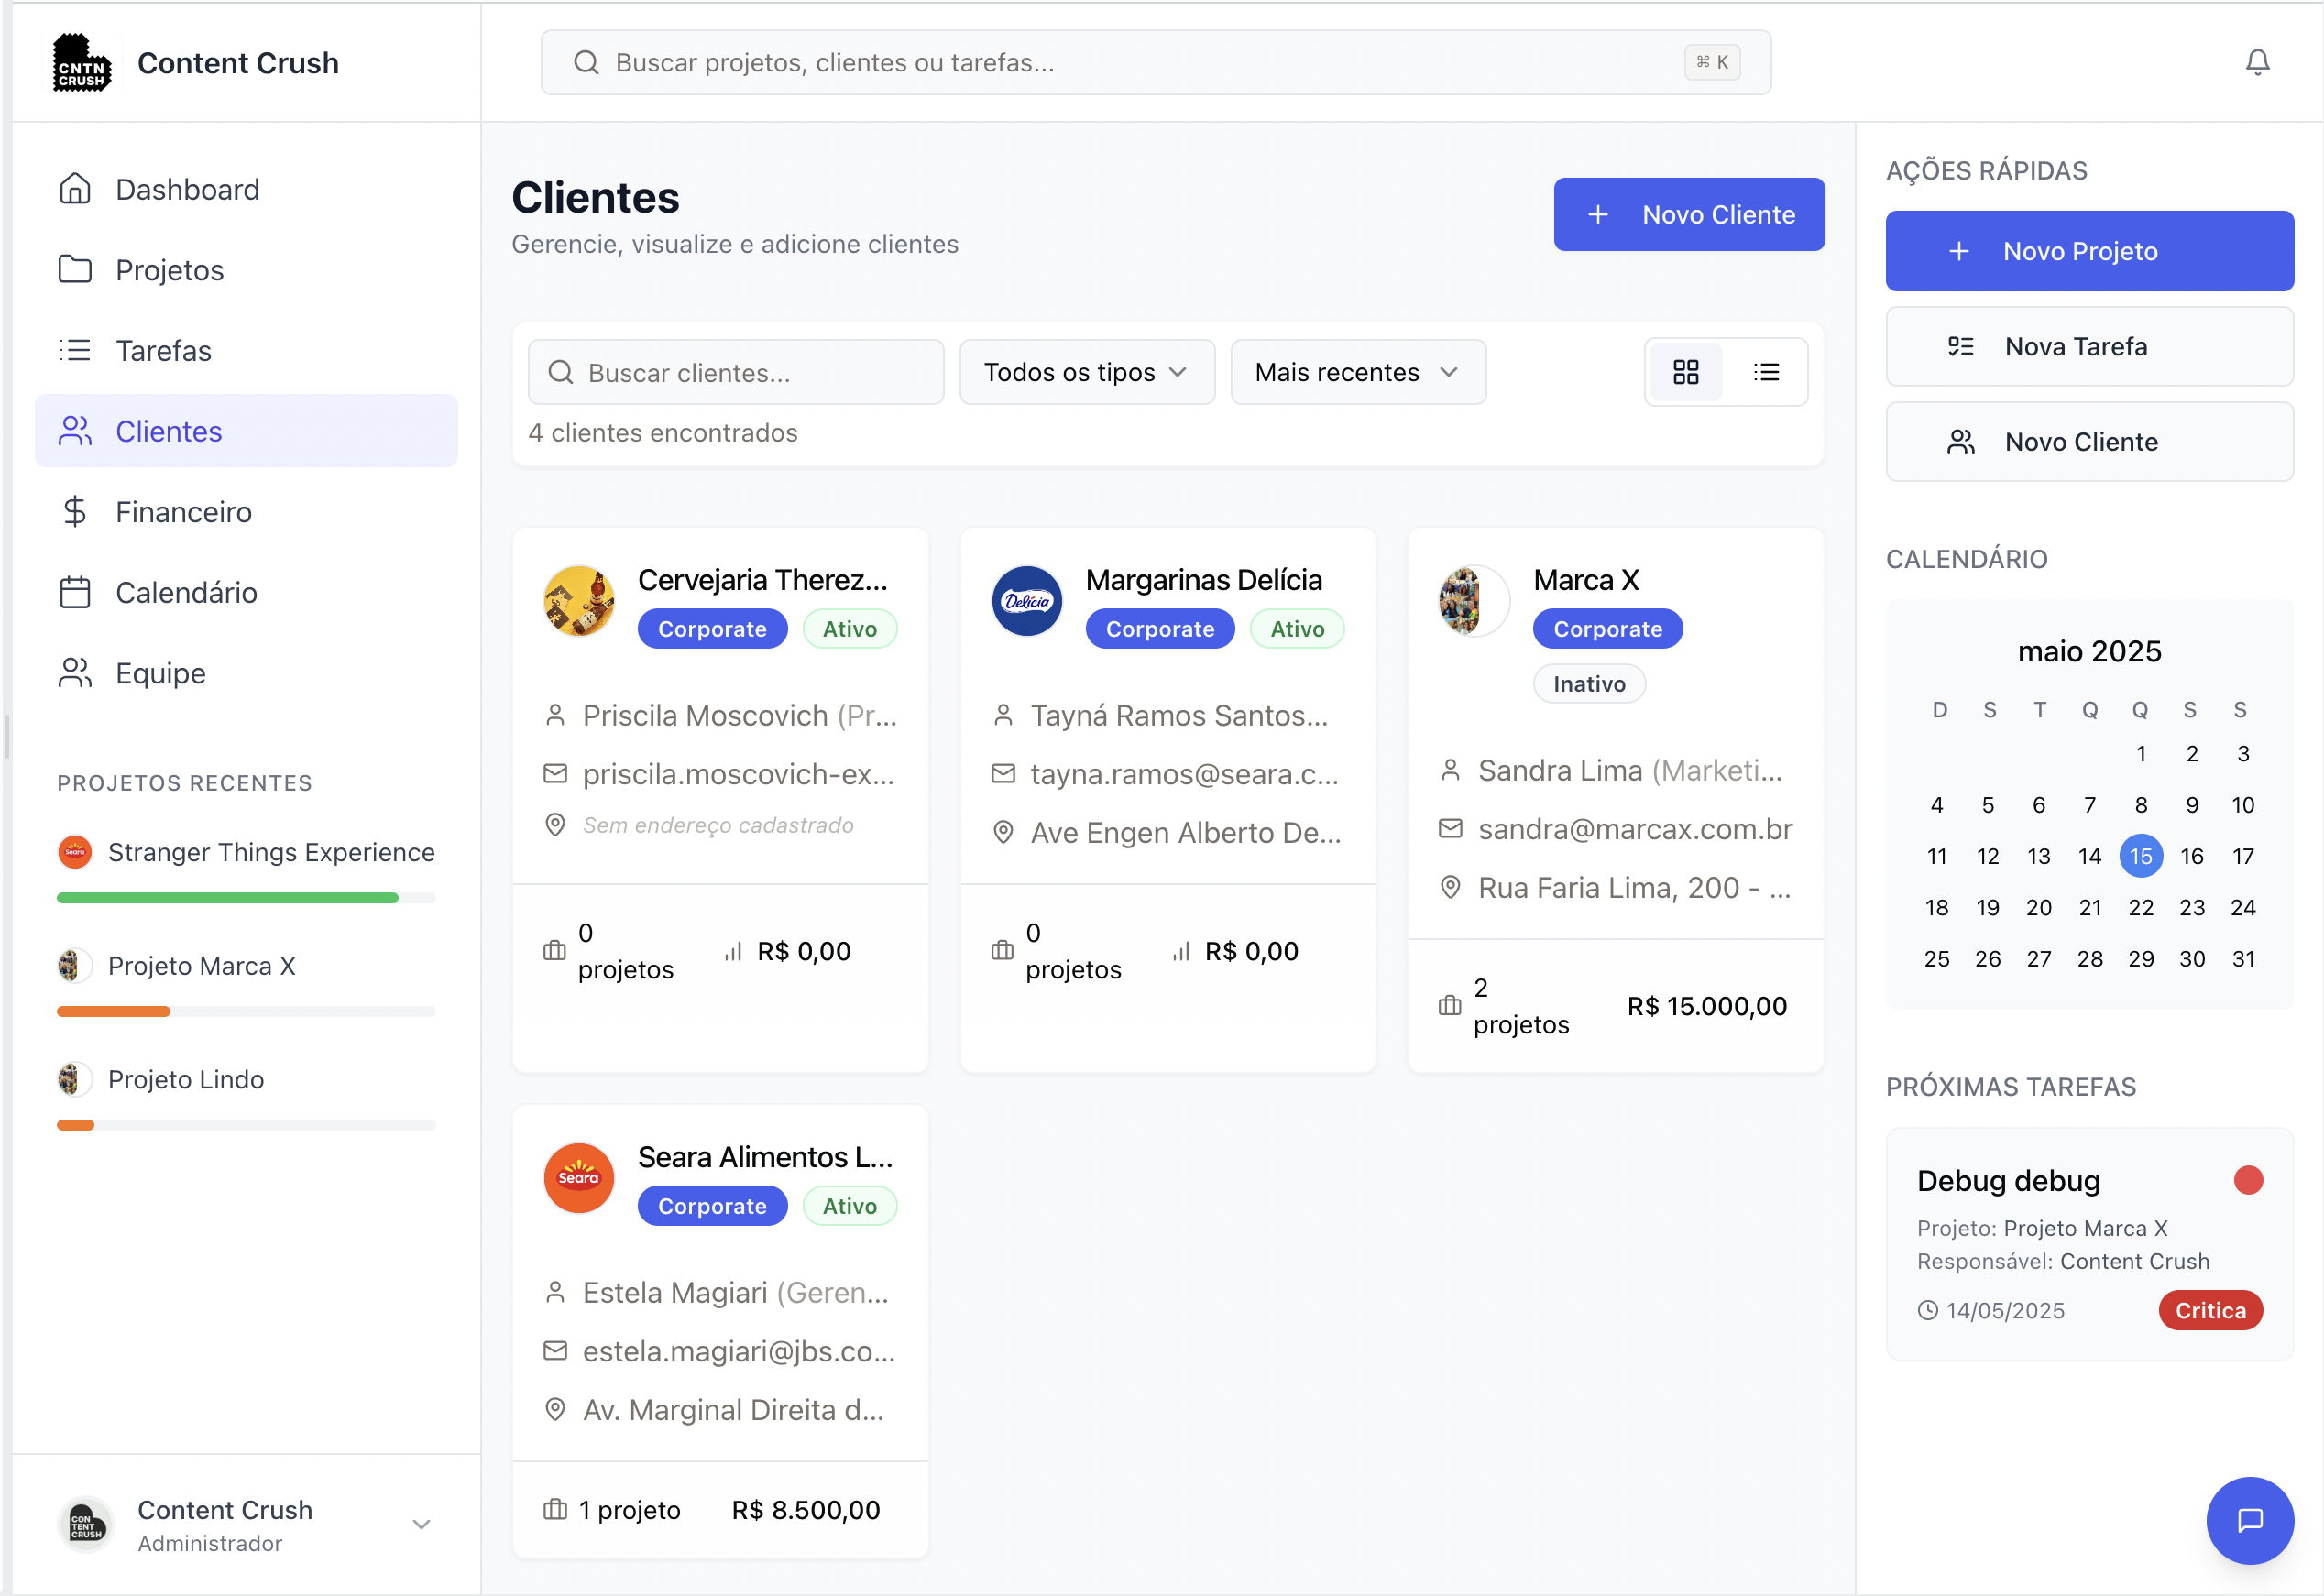 CNTN
CRUSH
Content Crush
Buscar projetos, clientes ou tarefas...
⌘ K
Dashboard
Projetos
Tarefas
Clientes
Financeiro
Calendário
Equipe
PROJETOS RECENTES
Stranger Things Experience
Projeto Marca X
Projeto Lindo
CON
TENT
CRUSH
Content Crush
Administrador
Clientes
Gerencie, visualize e adicione clientes
+ Novo Cliente
Buscar clientes...
Todos os tipos
Mais recentes
4 clientes encontrados
Cervejaria Therez...
Corporate
Ativo
Priscila Moscovich (Pr...
priscila.moscovich-ex...
Sem endereço cadastrado
0
projetos
R$ 0,00
Delícia
Margarinas Delícia
Corporate
Ativo
Tayná Ramos Santos...
tayna.ramos@seara.c...
Ave Engen Alberto De...
0
projetos
R$ 0,00
Marca X
Corporate
Inativo
Sandra Lima (Marketi...
sandra@marcax.com.br
Rua Faria Lima, 200 - ...
2
projetos
R$ 15.000,00
Seara
Seara Alimentos L...
Corporate
Ativo
Estela Magiari (Geren...
estela.magiari@jbs.co...
Av. Marginal Direita d...
1 projeto
R$ 8.500,00
AÇÕES RÁPIDAS
+ Novo Projeto
Nova Tarefa
Novo Cliente
CALENDÁRIO
maio 2025
D S T Q Q S S
1 2 3
4 5 6 7 8 9 10
11 12 13 14 15 16 17
18 19 20 21 22 23 24
25 26 27 28 29 30 31
PRÓXIMAS TAREFAS
Debug debug
Projeto: Projeto Marca X
Responsável: Content Crush
14/05/2025
Critica